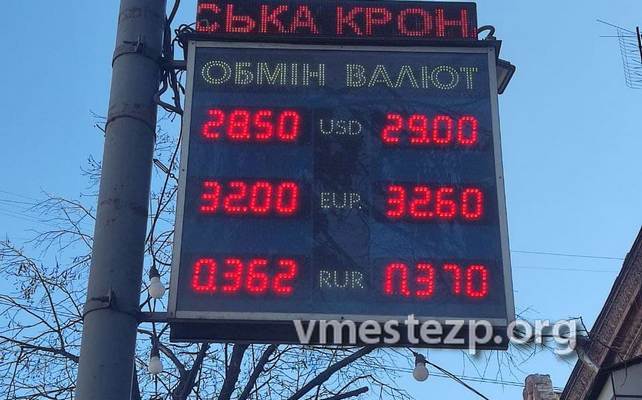 СЬКА КРОН
ОБМІН ВАЛЮТ
28.50 USD 29.00
32.00 EUR 32.60
0.362 RUR 0.370
vmestezp.org